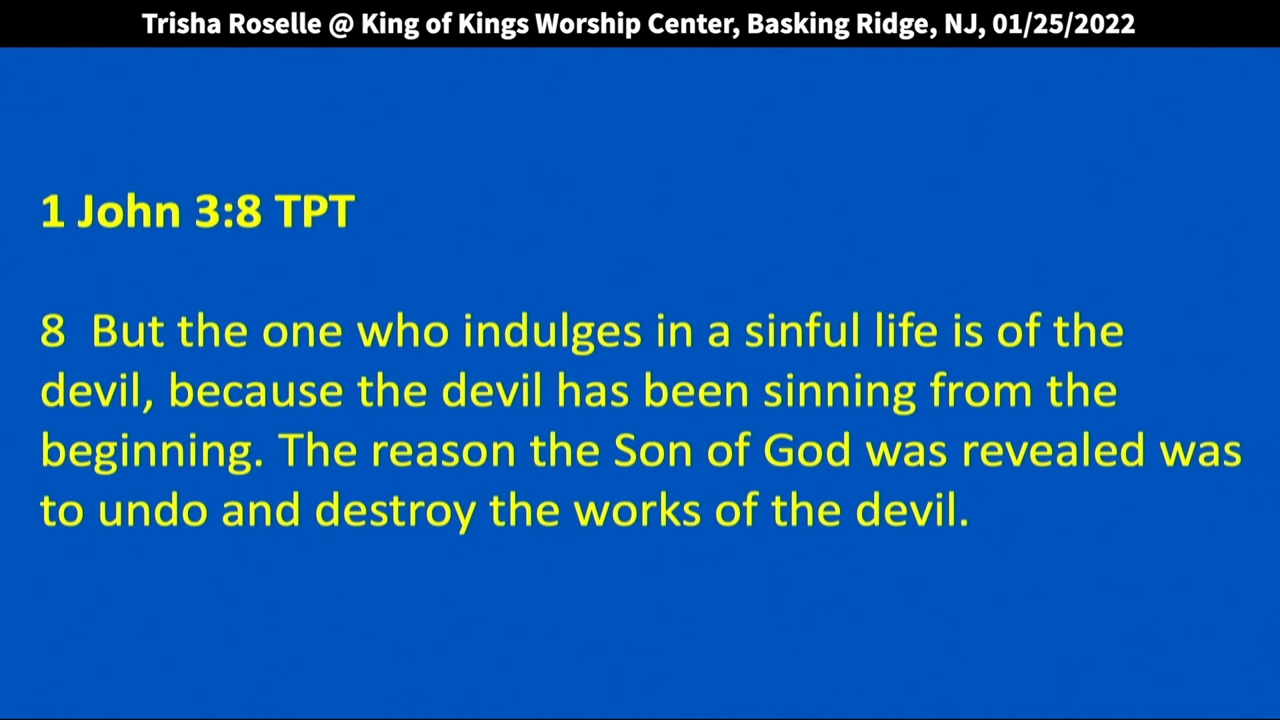 Trisha Roselle @ King of Kings Worship Center, Basking Ridge, NJ, 01/25/2022
1 John 3:8 TPT
8 But the one who indulges in a sinful life is of the
devil, because the devil has been sinning from the
beginning. The reason the Son of God was revealed was
to undo and destroy the works of the devil.